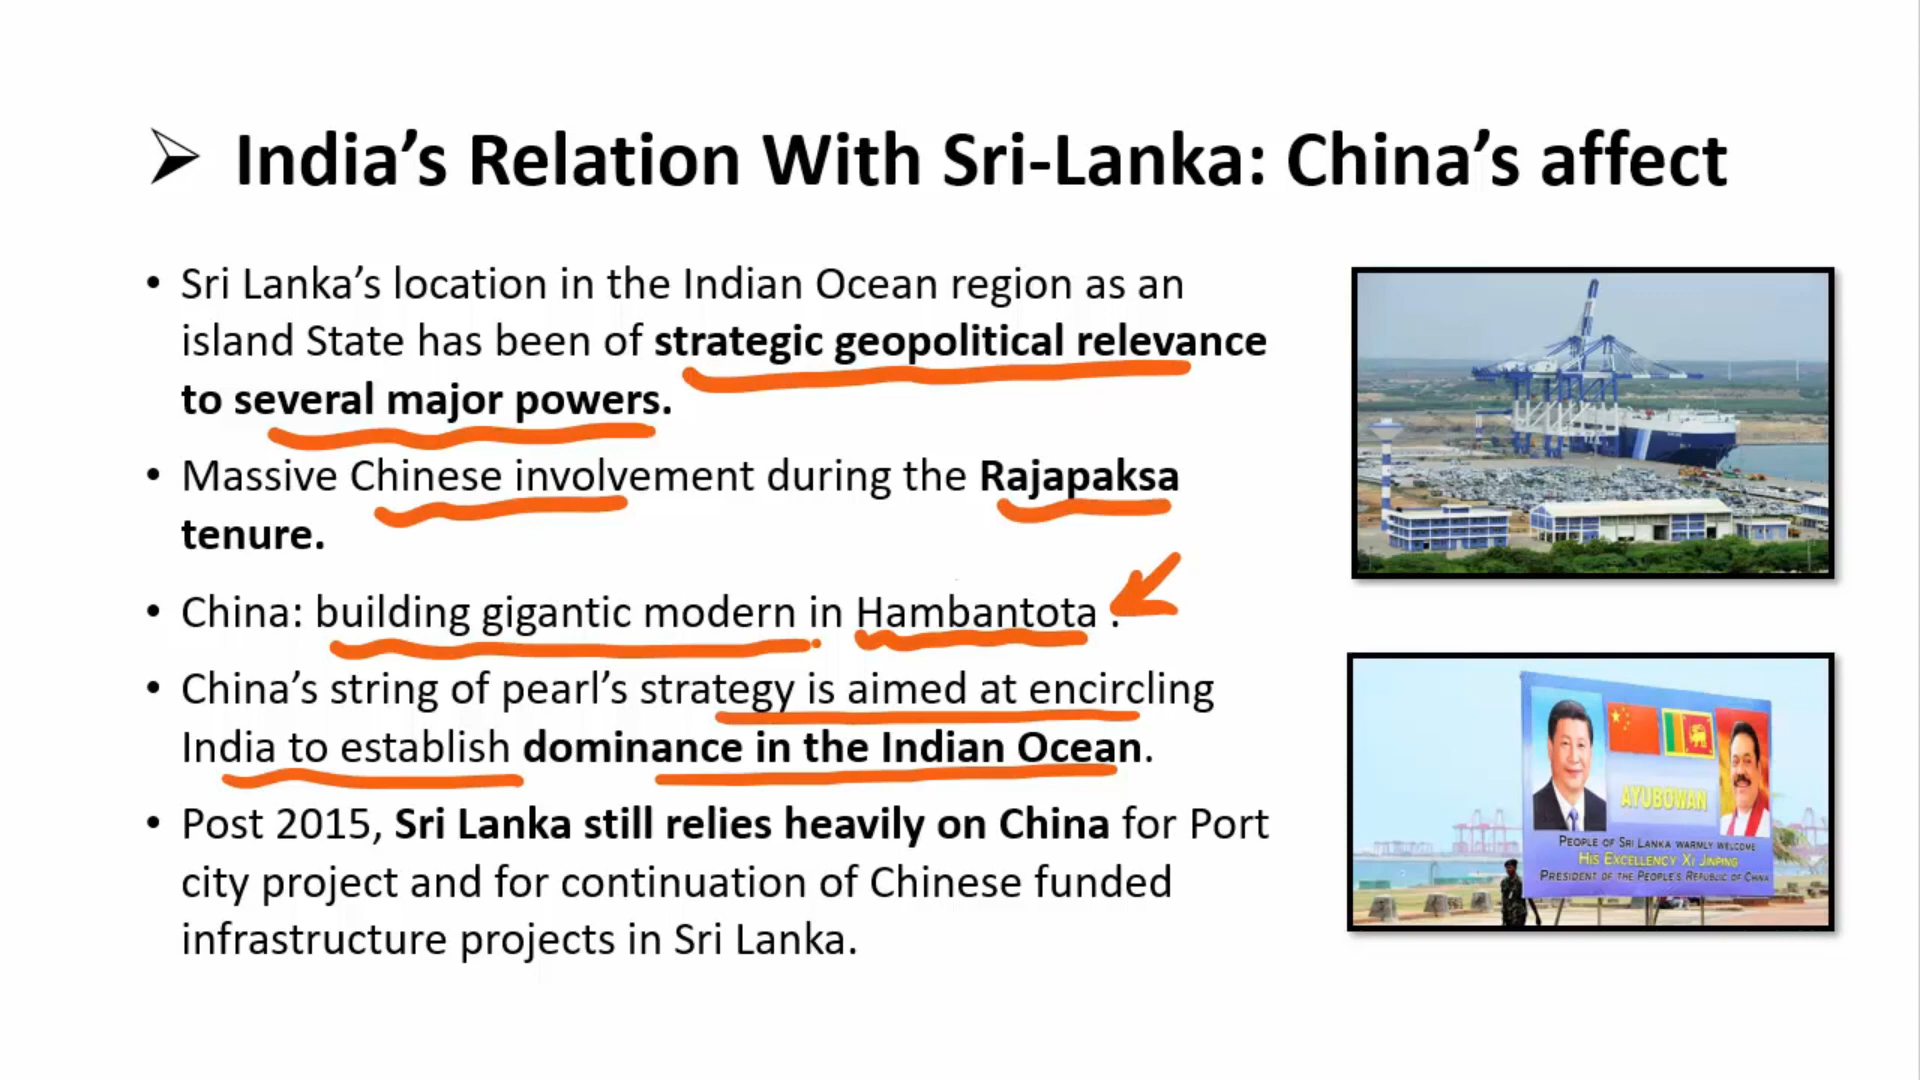 ➢ India’s Relation With Sri-Lanka: China’s affect
• Sri Lanka’s location in the Indian Ocean region as an
island State has been of strategic geopolitical relevance
to several major powers.
• Massive Chinese involvement during the Rajapaksa
tenure.
• China: building gigantic modern in Hambantota .
• China’s string of pearl’s strategy is aimed at encircling
India to establish dominance in the Indian Ocean.
• Post 2015, Sri Lanka still relies heavily on China for Port
city project and for continuation of Chinese funded
infrastructure projects in Sri Lanka.
AYUBOWAN
PEOPLE OF SRI LANKA WARMLY WELCOME
HIS EXCELLENCY XI JINPING
PRESIDENT OF THE PEOPLE'S REPUBLIC OF CHINA